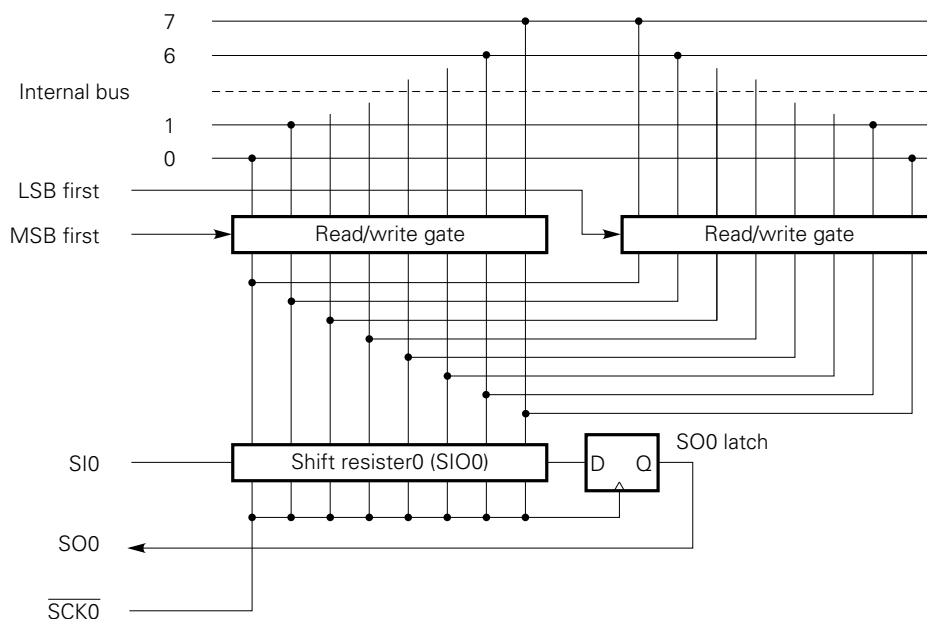 7
6
Internal bus
1
0
LSB first
MSB first
Read/write gate
Read/write gate
SO0 latch
SI0
Shift resister0 (SIO0)
D
Q
SO0
SCK0